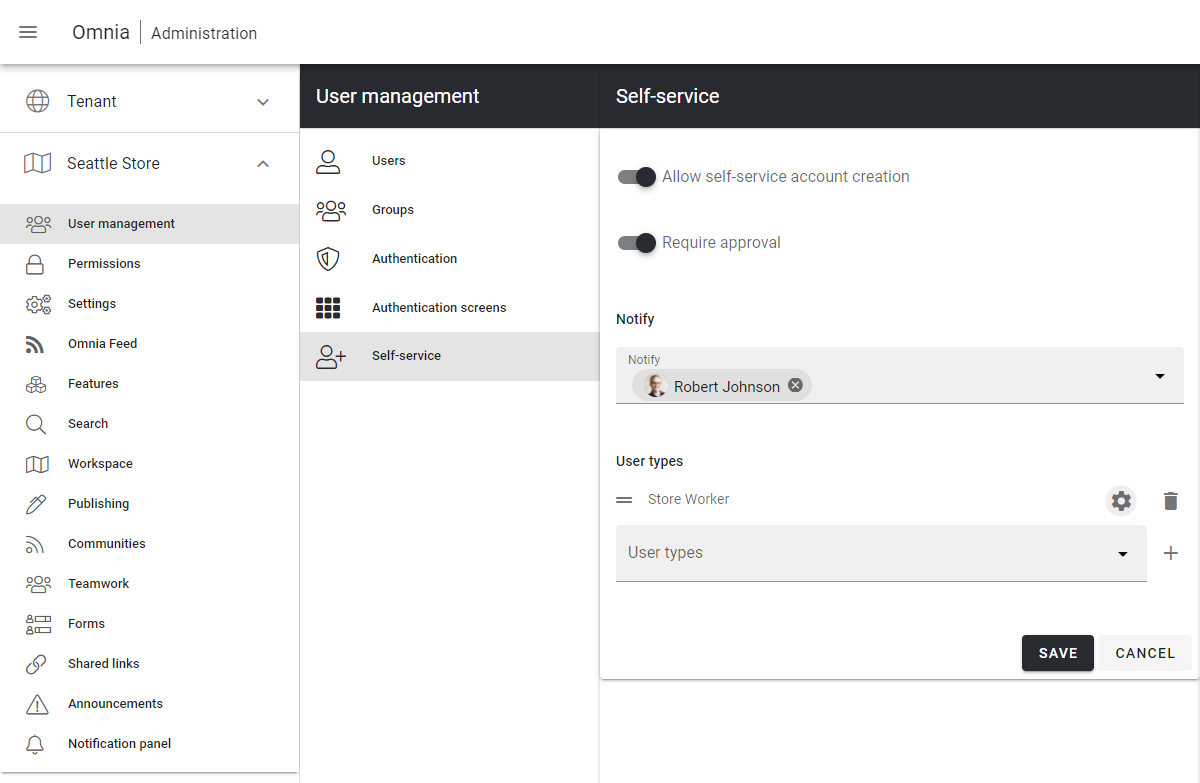 Omnia
Administration
Tenant
Seattle Store
User management
Permissions
Settings
Omnia Feed
Features
Search
Workspace
Publishing
Communities
Teamwork
Forms
Shared links
Announcements
Notification panel
User management
Users
Groups
Authentication
Authentication screens
Self-service
Self-service
Allow self-service account creation
Require approval
Notify
Notify
Robert Johnson
User types
Store Worker
User types
SAVE
CANCEL